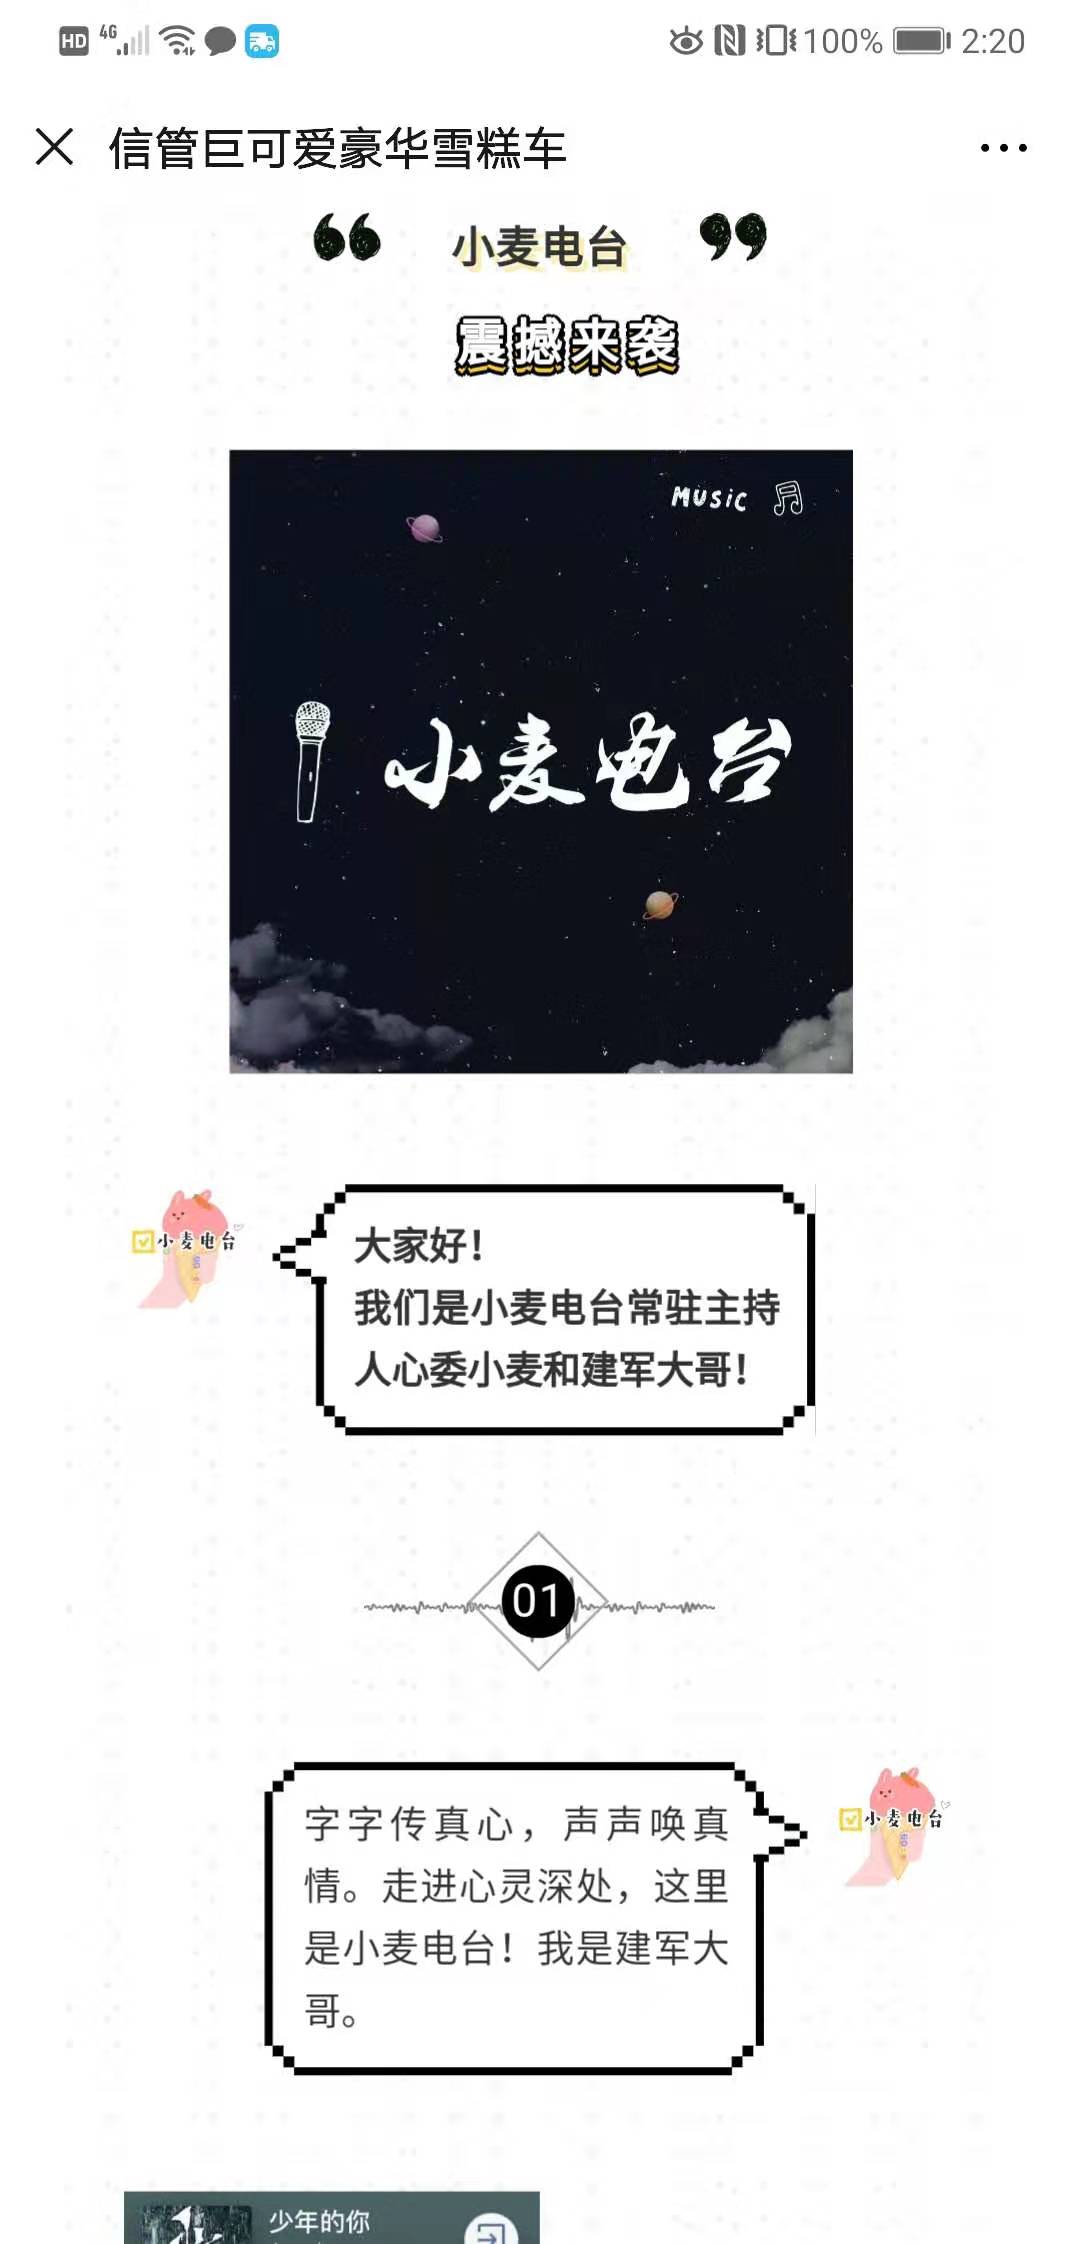 HD 4G 100% 2:20
信管巨可爱豪华雪糕车
小麦电台
震撼来袭
MUSIC
小麦电台
小麦电台
大家好！
我们是小麦电台常驻主持
人心委小麦和建军大哥！
01
字字传真心，声声唤真
情。走进心灵深处，这里
是小麦电台！我是建军大
哥。
小麦电台
少年的你